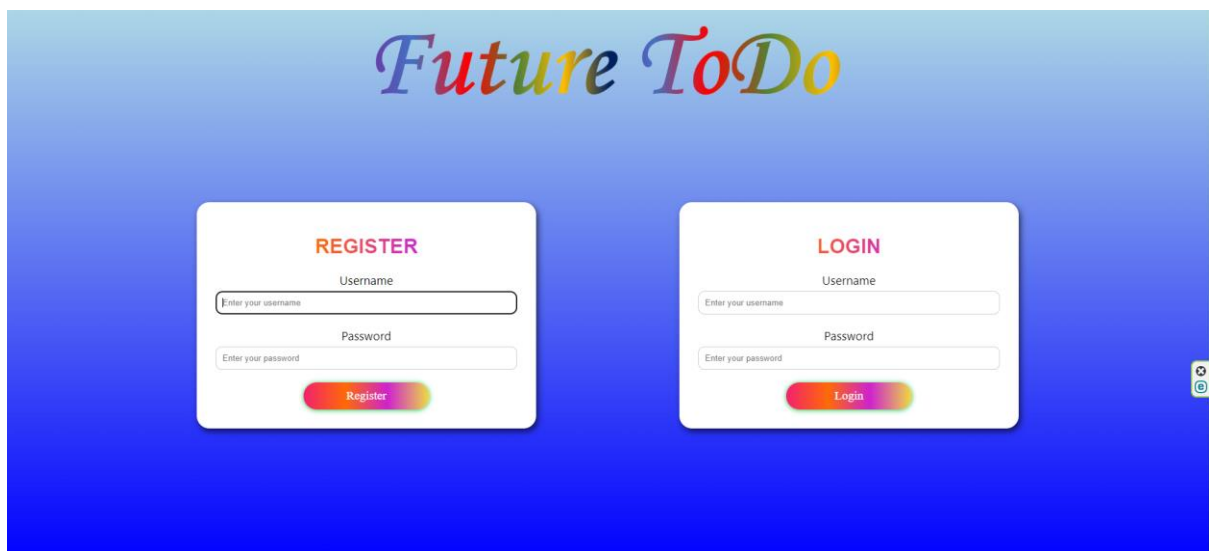 Future ToDo
REGISTER
Username
Enter your username
Password
Enter your password
Register
LOGIN
Username
Enter your username
Password
Enter your password
Login
e